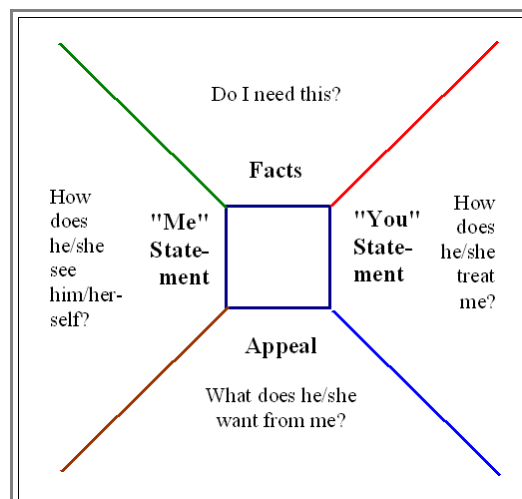 Do I need this?
Facts
How
does
he/she
see
him/her-
self?
"Me"
State-
ment
"You"
State-
ment
How
does
he/she
treat
me?
Appeal
What does he/she
want from me?